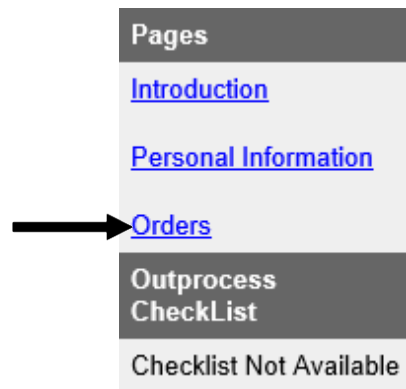 Pages
Introduction
Personal Information
Orders
Outprocess
CheckList
Checklist Not Available